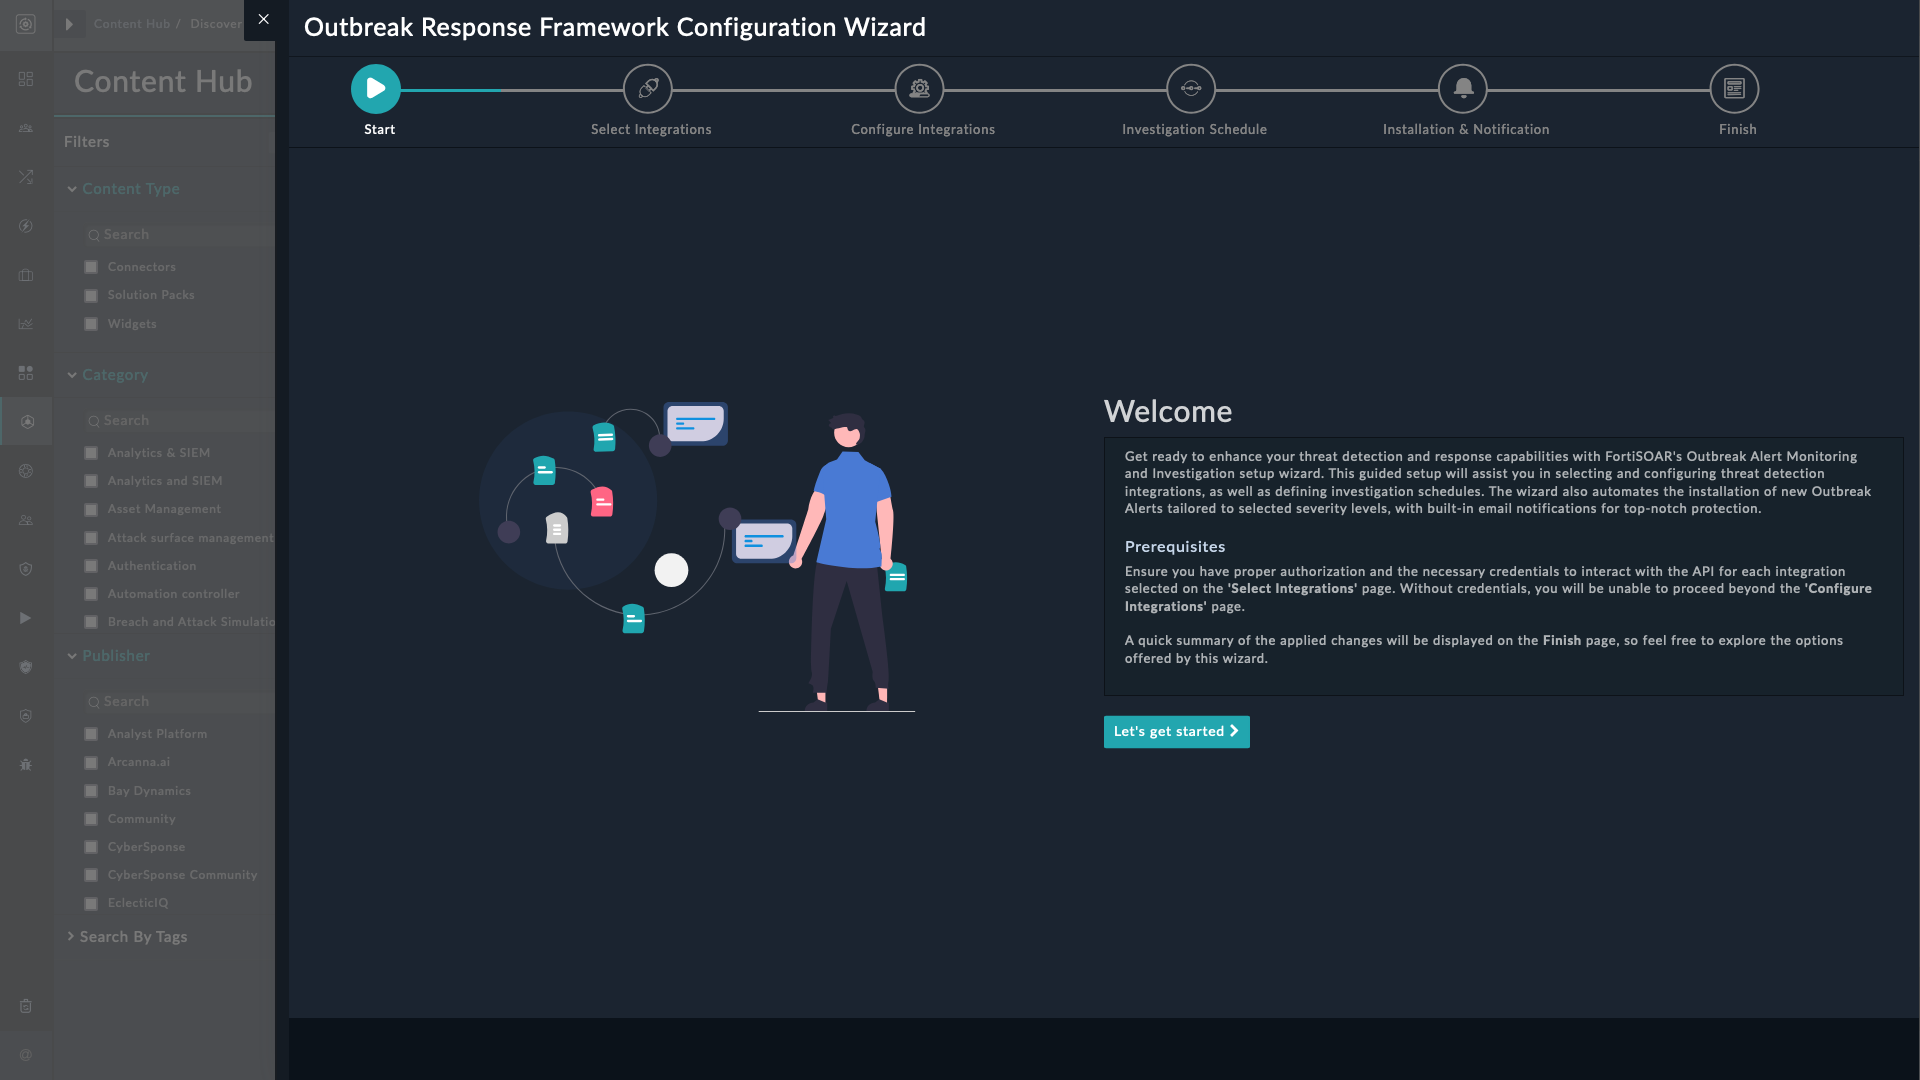 Content Hub / Discover
Content Hub
Filters
Content Type
Search
Connectors
Solution Packs
Widgets
Category
Search
Analytics & SIEM
Analytics and SIEM
Asset Management
Attack surface management
Authentication
Automation controller
Breach and Attack Simulatio
Publisher
Search
Analyst Platform
Arcanna.ai
Bay Dynamics
Community
CyberSponse
CyberSponse Community
EclecticIQ
Search By Tags
Outbreak Response Framework Configuration Wizard
Start
Select Integrations
Configure Integrations
Investigation Schedule
Installation & Notification
Finish
Welcome
Get ready to enhance your threat detection and response capabilities with FortiSOAR's Outbreak Alert Monitoring
and Investigation setup wizard. This guided setup will assist you in selecting and configuring threat detection
integrations, as well as defining investigation schedules. The wizard also automates the installation of new Outbreak
Alerts tailored to selected severity levels, with built-in email notifications for top-notch protection.
Prerequisites
Ensure you have proper authorization and the necessary credentials to interact with the API for each integration
selected on the 'Select Integrations' page. Without credentials, you will be unable to proceed beyond the 'Configure
Integrations' page.
A quick summary of the applied changes will be displayed on the Finish page, so feel free to explore the options
offered by this wizard.
Let's get started